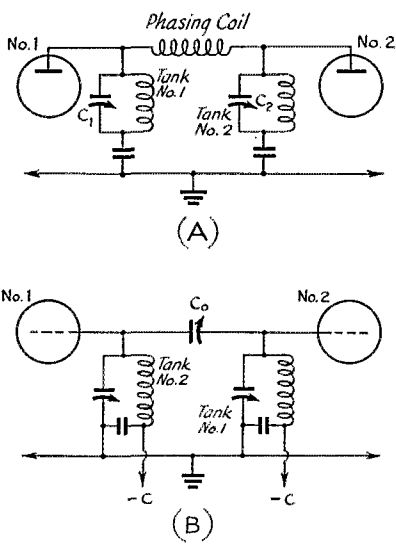 Phasing Coil
No.1
No.2
Tank
No.1
C1
C2
Tank
No.2
(A)
No.1
C0
No.2
Tank
No.2
Tank
No.1
-C
-C
(B)